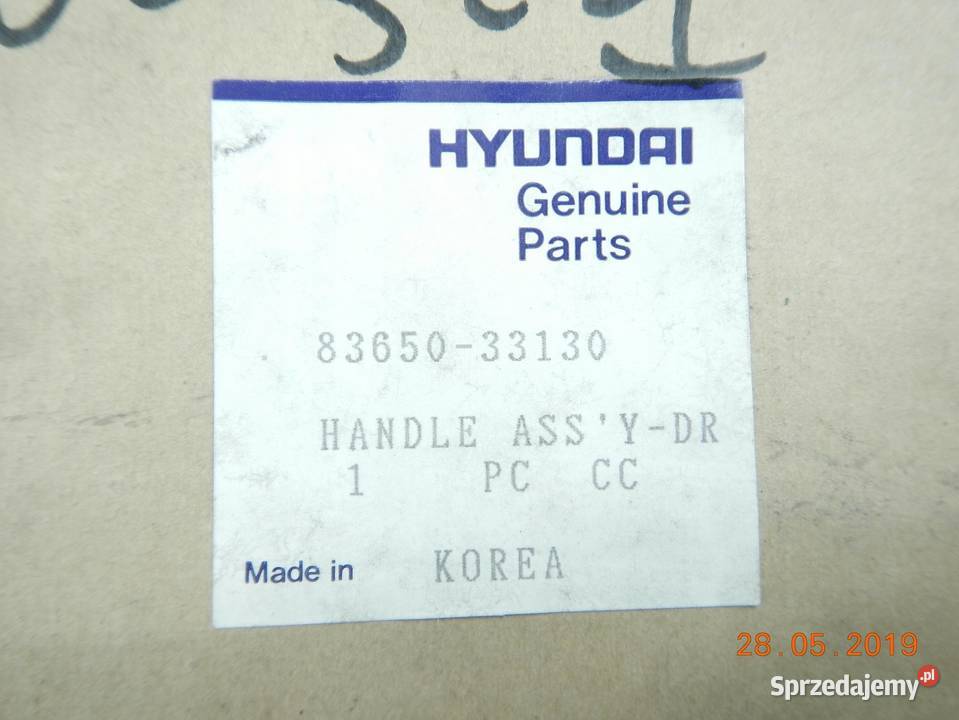 HYUNDAI
Genuine
Parts
83650-33130
HANDLE ASS'Y-DR
1 PC CC
Made in KOREA
28.05.2019
Sprzedajemy.pl